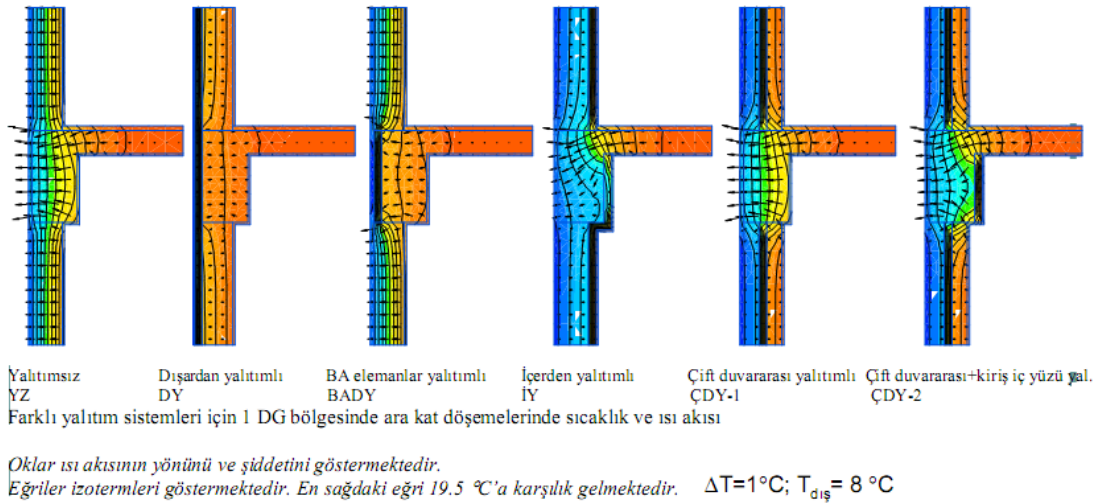 Yalıtımsız Dışardan yalıtımlı BA elemanlar yalıtımlı İçerden yalıtımlı Çift duvararası yalıtımlı Çift duvararası+kiriş iç yüzü yal.
YZ DY BADY İY ÇDY-1 ÇDY-2
Farklı yalıtım sistemleri için 1 DG bölgesinde ara kat döşemelerinde sıcaklık ve ısı akısı
Oklar ısı akısının yönünü ve şiddetini göstermektedir.
Eğriler izotermleri göstermektedir. En sağdaki eğri 19.5 °C'a karşılık gelmektedir. ΔT=1°C; Tdış= 8 °C